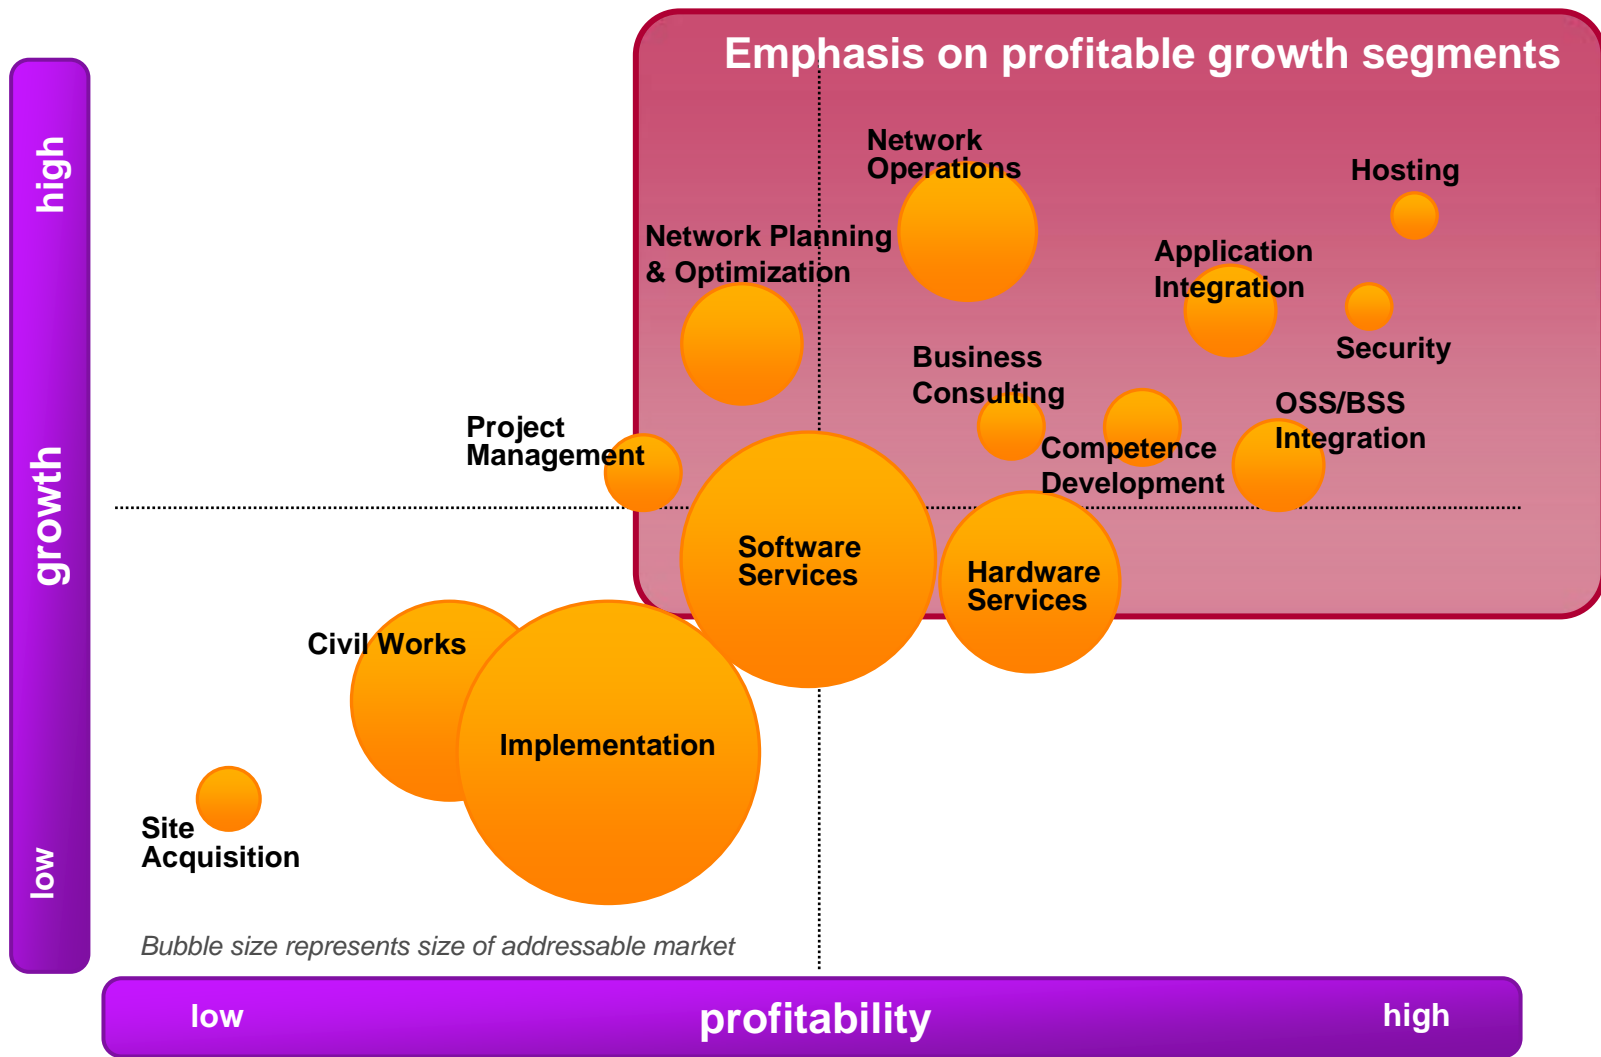 Emphasis on profitable growth segments
high
growth
low
Network
Operations
Hosting
Network Planning
& Optimization
Application
Integration
Security
Business
Consulting
OSS/BSS
Integration
Project
Management
Competence
Development
Software
Services
Hardware
Services
Civil Works
Implementation
Site
Acquisition
Bubble size represents size of addressable market
low
profitability
high